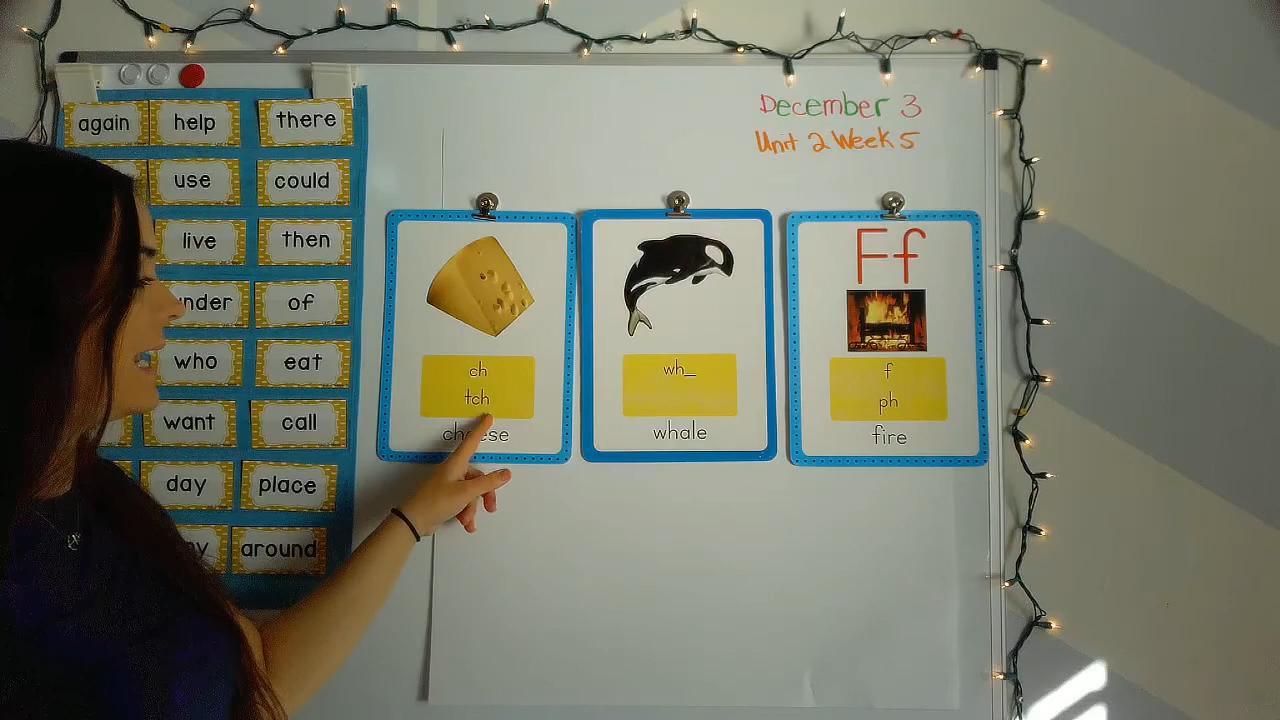 again help there
use could
live then
under of
who eat
want call
day place
around
December 3
Unit 2 Week 5
ch
tch
cheese
wh_
whale
Ff
f
ph
fire